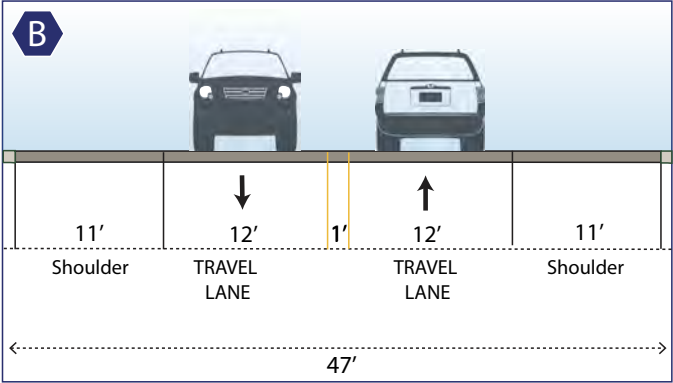 B
11′ 12′ 1′ 12′ 11′
Shoulder TRAVEL LANE TRAVEL LANE Shoulder
47′